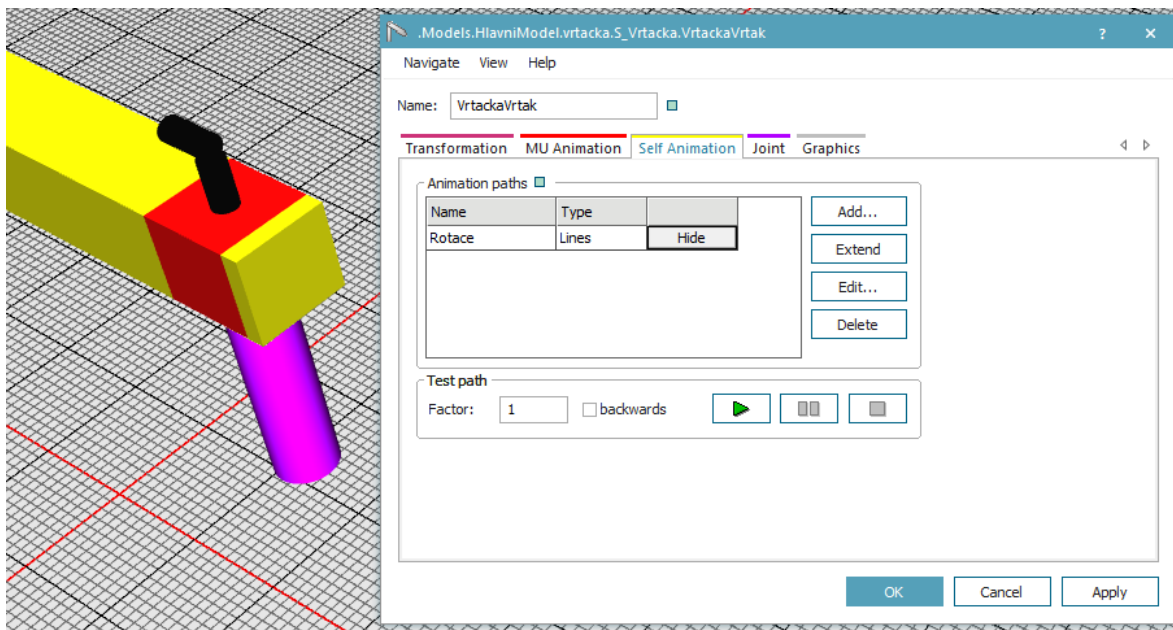 .Models.HlavniModel.vrtacka.S_Vrtacka.VrtackaVrtak
Navigate View Help
Name: VrtackaVrtak
Transformation MU Animation Self Animation Joint Graphics
Animation paths
Name Type
Rotace Lines Hide
Add...
Extend
Edit...
Delete
Test path
Factor: 1 backwards
OK Cancel Apply